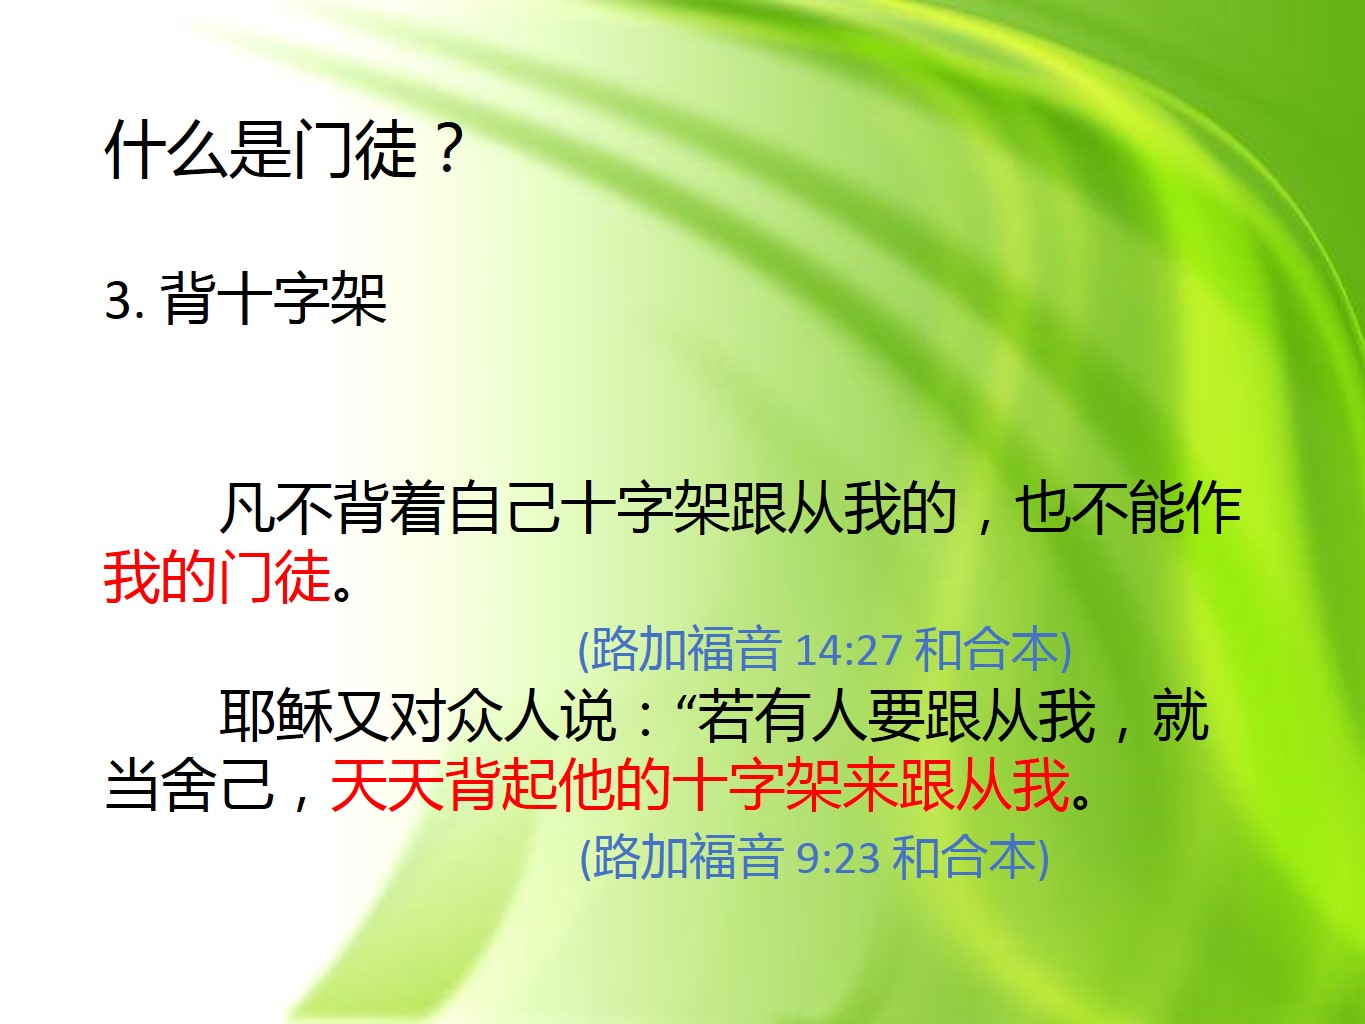 什么是门徒？
3. 背十字架
凡不背着自己十字架跟从我的，也不能作
我的门徒。
(路加福音 14:27 和合本)
耶稣又对众人说：“若有人要跟从我，就
当舍己，天天背起他的十字架来跟从我。
(路加福音 9:23 和合本)